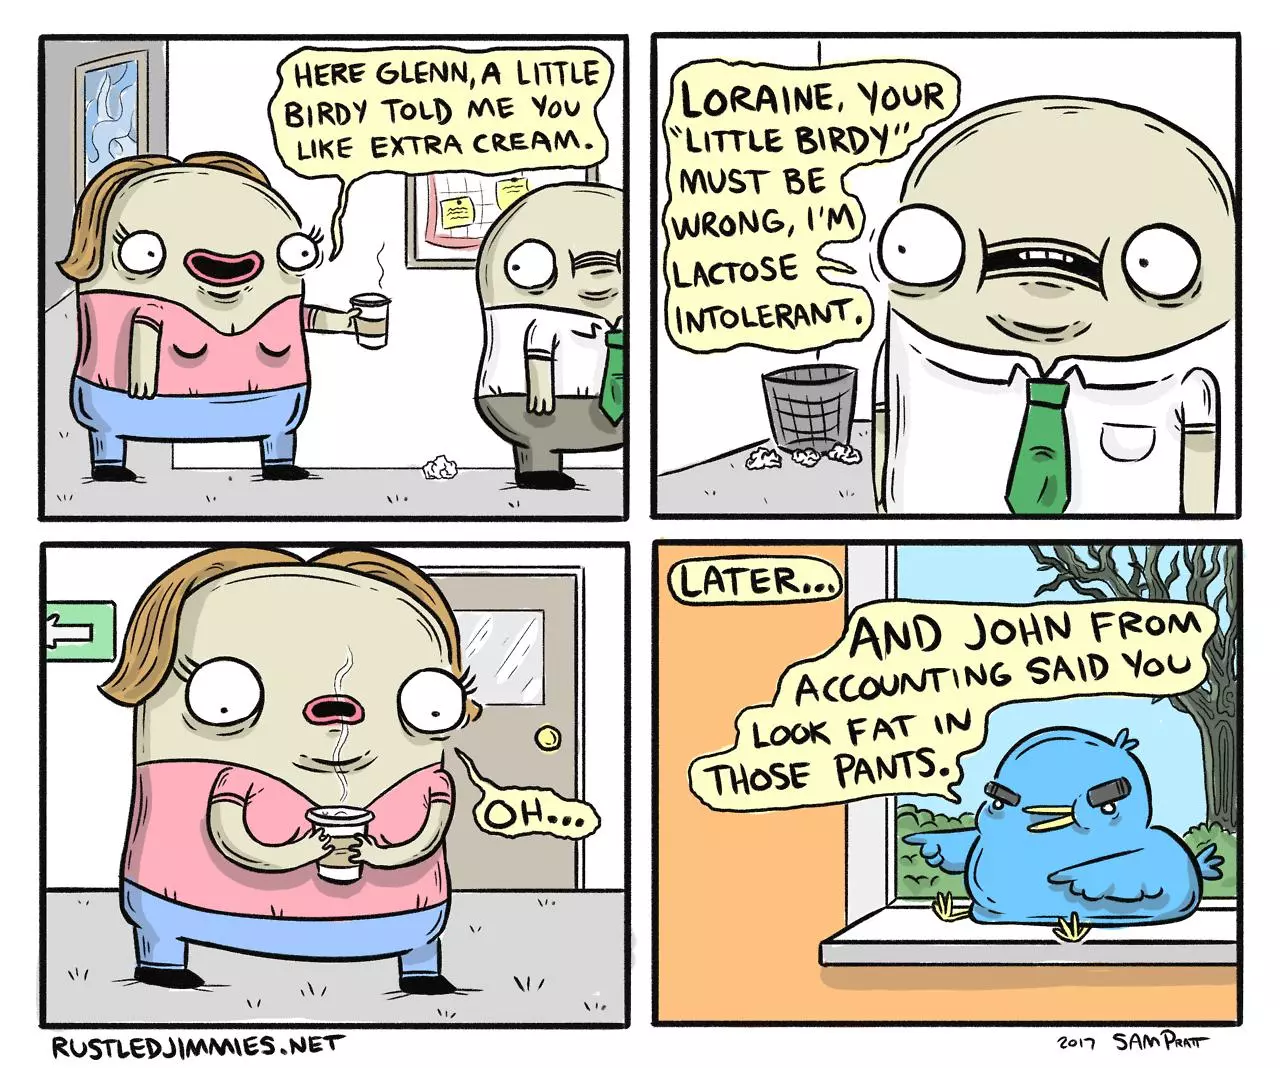 HERE GLENN, A LITTLE
BIRDY TOLD ME YOU
LIKE EXTRA CREAM.
LORAINE, YOUR
"LITTLE BIRDY"
MUST BE
WRONG, I'M
LACTOSE
INTOLERANT.
OH...
LATER...
AND JOHN FROM
ACCOUNTING SAID YOU
LOOK FAT IN
THOSE PANTS.
RUSTLEDJIMMIES.NET
2017 SAM PRATT